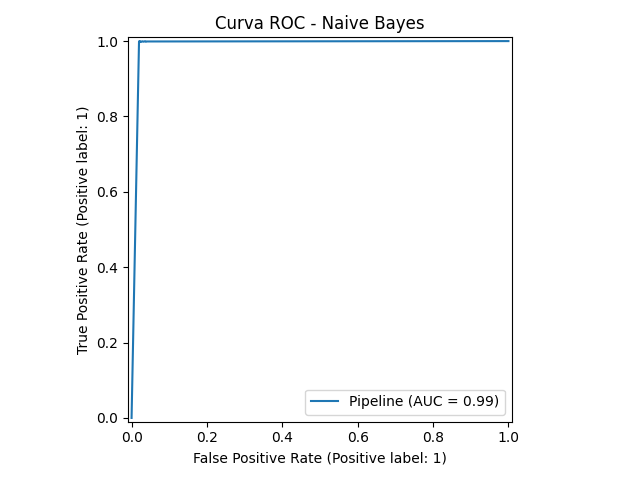 Curva ROC - Naive Bayes
1.0
0.8
0.6
0.4
0.2
0.0
True Positive Rate (Positive label: 1)
Pipeline (AUC = 0.99)
0.0 0.2 0.4 0.6 0.8 1.0
False Positive Rate (Positive label: 1)